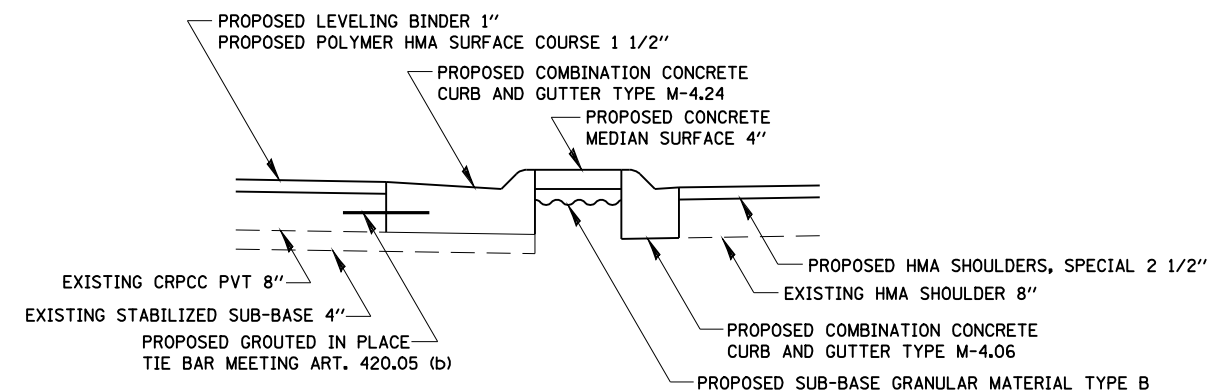 PROPOSED LEVELING BINDER 1"
PROPOSED POLYMER HMA SURFACE COURSE 1 1/2"
PROPOSED COMBINATION CONCRETE
CURB AND GUTTER TYPE M-4.24
PROPOSED CONCRETE
MEDIAN SURFACE 4"
EXISTING CRPCC PVT 8"
EXISTING STABILIZED SUB-BASE 4"
PROPOSED GROUTED IN PLACE
TIE BAR MEETING ART. 420.05 (b)
PROPOSED HMA SHOULDERS, SPECIAL 2 1/2"
EXISTING HMA SHOULDER 8"
PROPOSED COMBINATION CONCRETE
CURB AND GUTTER TYPE M-4.06
PROPOSED SUB-BASE GRANULAR MATERIAL TYPE B